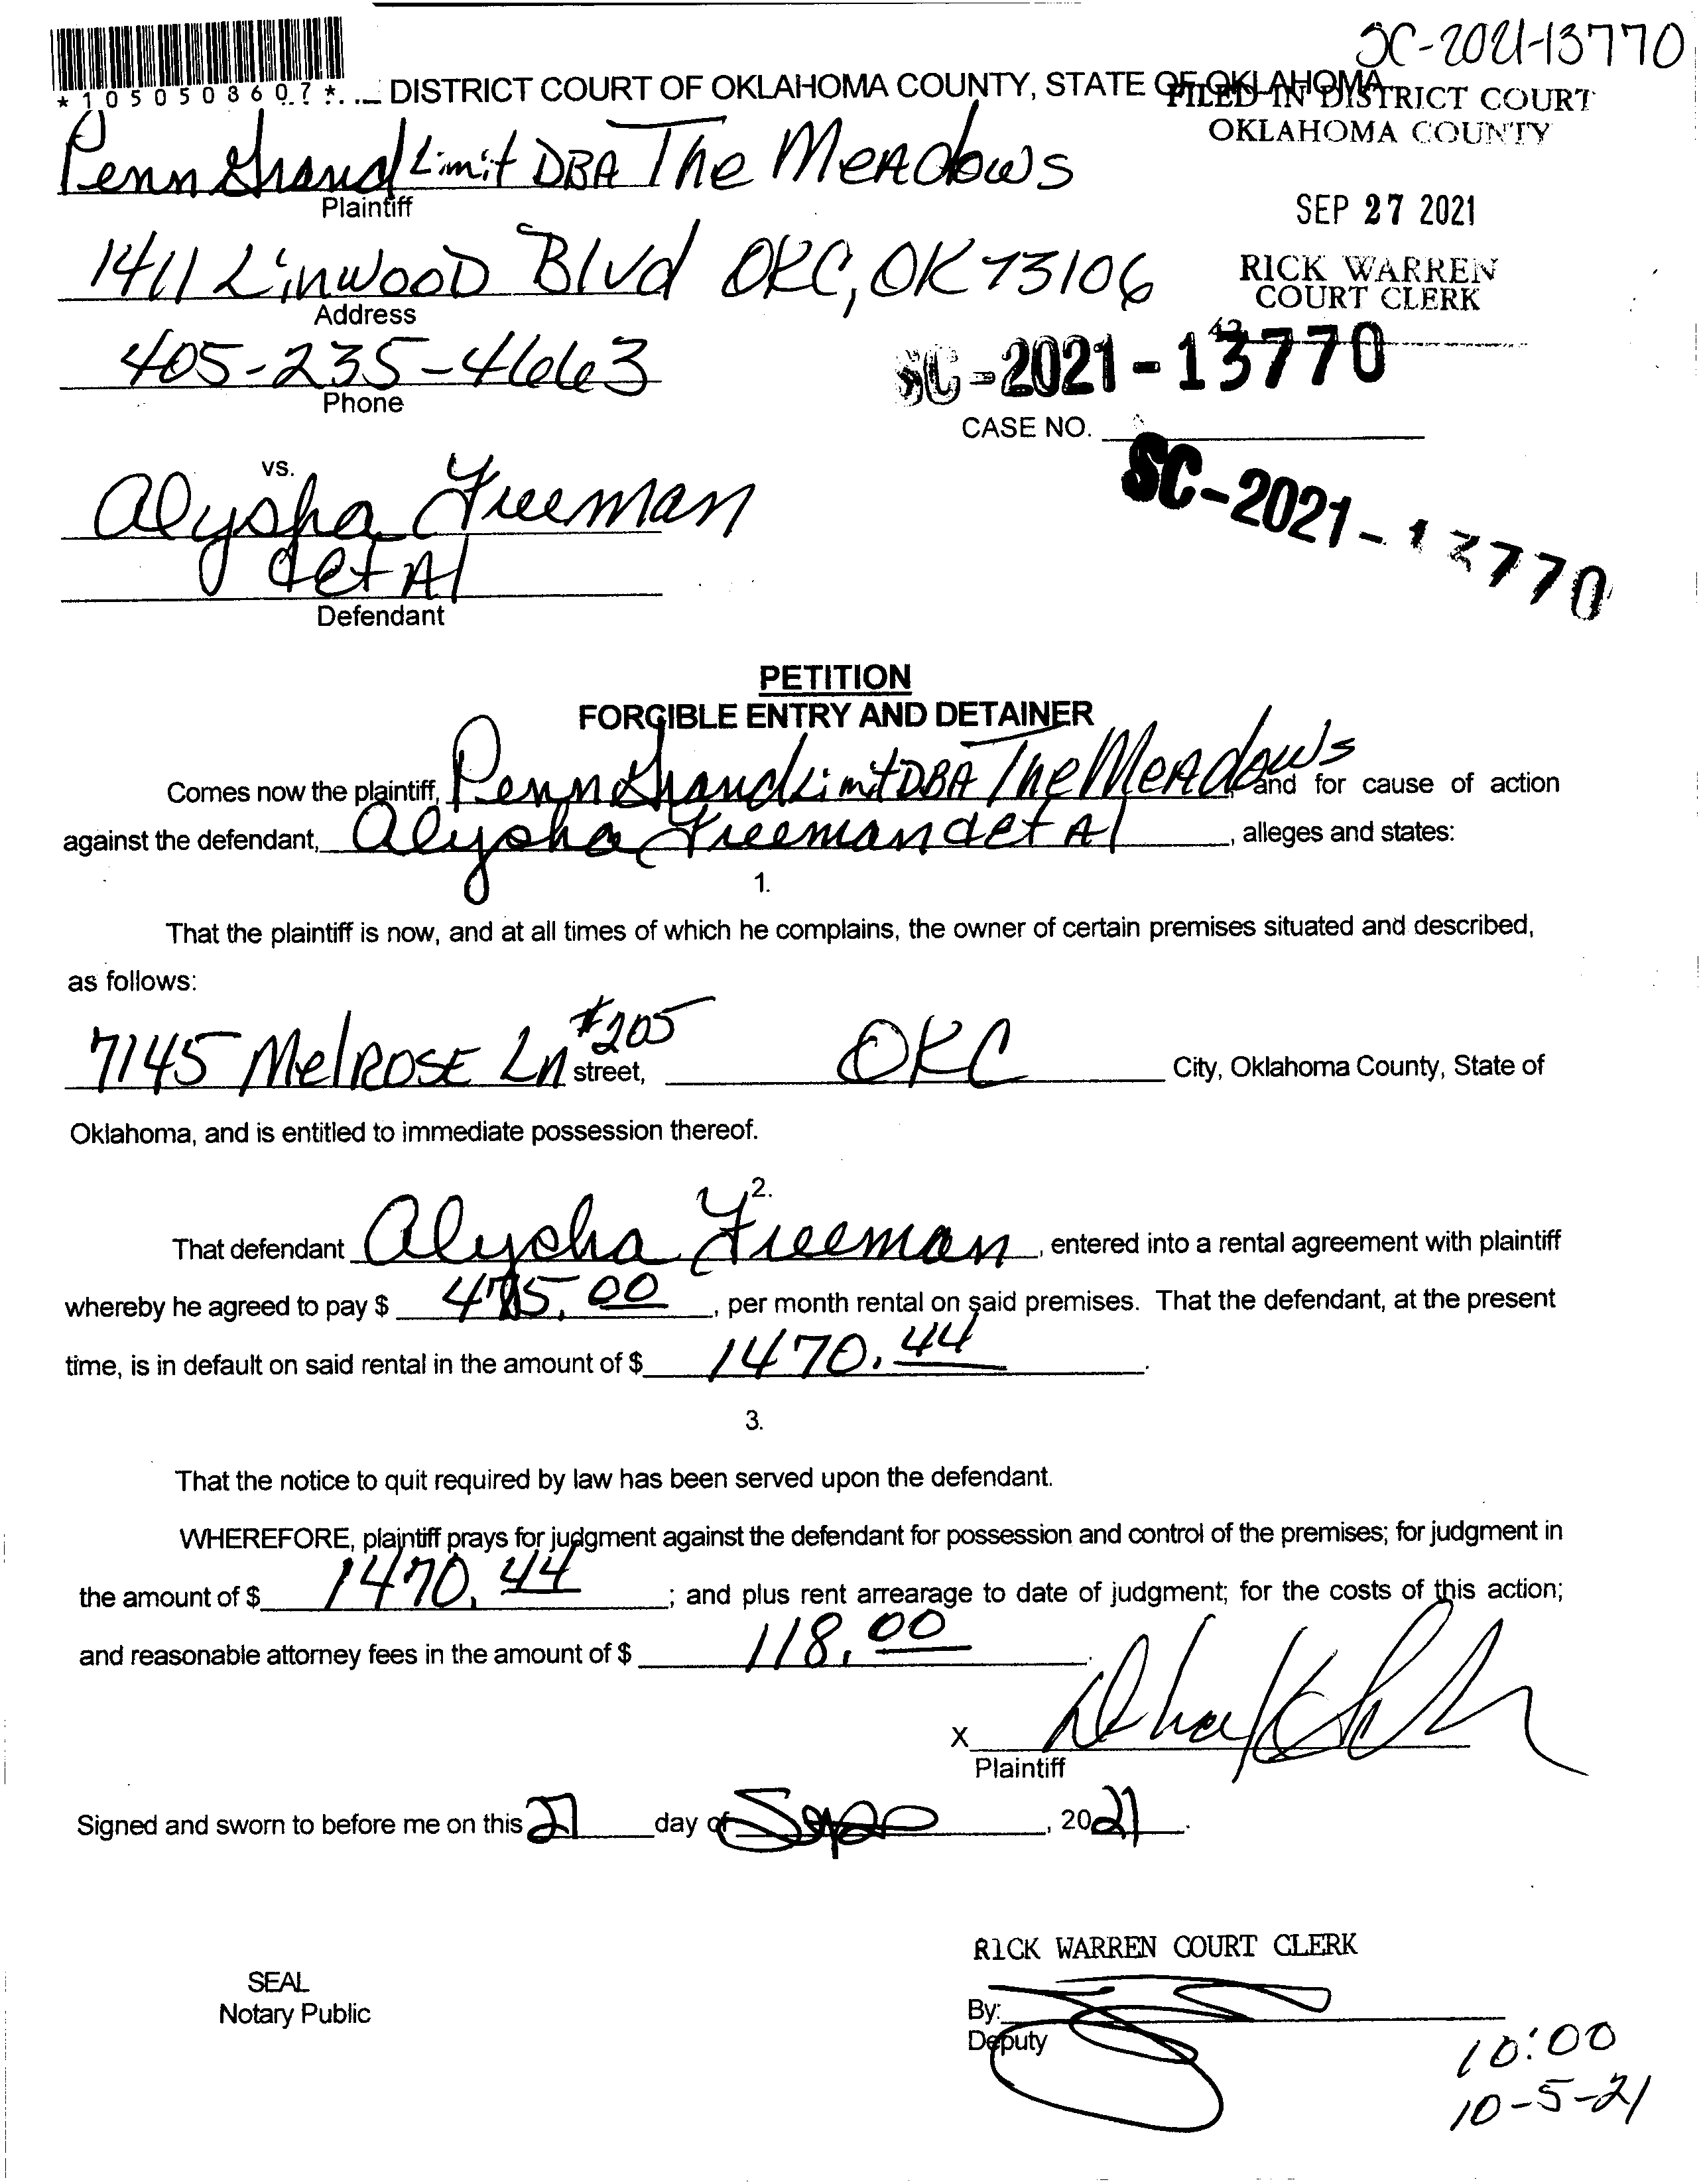 SC-2021-13770
*1050508607*
DISTRICT COURT OF OKLAHOMA COUNTY, STATE OF OKLAHOMA
FILED IN DISTRICT COURT
OKLAHOMA COUNTY
Penn Grand Limit DBA The Meadows
Plaintiff
SEP 27 2021
1411 Linwood Blvd OKC, OK 73106
Address
RICK WARREN
COURT CLERK
42
405-235-4663
Phone
SC-2021-13770
CASE NO.
SC-2021-13770
vs.
Alysha Freeman
et Al
Defendant
PETITION
FORCIBLE ENTRY AND DETAINER
Comes now the plaintiff, Penn Grand Limit DBA The Meadows and for cause of action
against the defendant, Alysha Freeman et Al, alleges and states:
1.
That the plaintiff is now, and at all times of which he complains, the owner of certain premises situated and described,
as follows:
7145 Melrose Ln #205 street, OKC City, Oklahoma County, State of
Oklahoma, and is entitled to immediate possession thereof.
2.
That defendant Alysha Freeman, entered into a rental agreement with plaintiff
whereby he agreed to pay $ 475.00, per month rental on said premises. That the defendant, at the present
time, is in default on said rental in the amount of $ 1470.44.
3.
That the notice to quit required by law has been served upon the defendant.
WHEREFORE, plaintiff prays for judgment against the defendant for possession and control of the premises; for judgment in
the amount of $ 1470.44; and plus rent arrearage to date of judgment; for the costs of this action;
and reasonable attorney fees in the amount of $ 118.00.
X
Plaintiff
Signed and sworn to before me on this 27 day of Sept, 2021.
RICK WARREN COURT CLERK
SEAL
Notary Public
By:
Deputy
10:00
10-5-21